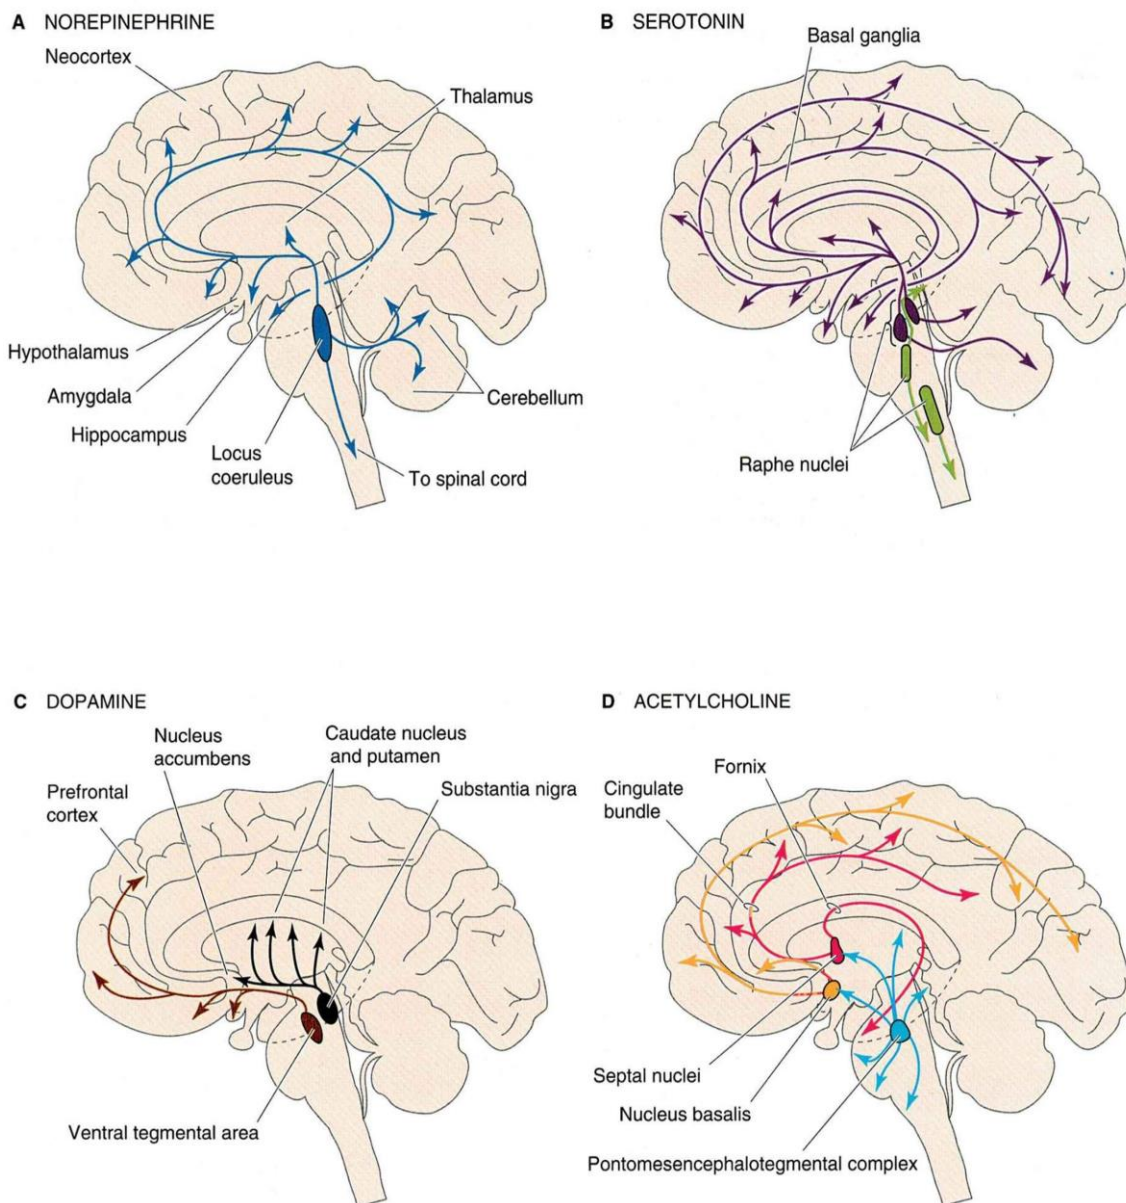 A NOREPINEPHRINE
Neocortex
Thalamus
Hypothalamus
Amygdala
Hippocampus
Locus
coeruleus
Cerebellum
To spinal cord
B SEROTONIN
Basal ganglia
Raphe nuclei
C DOPAMINE
Nucleus
accumbens
Caudate nucleus
and putamen
Prefrontal
cortex
Substantia nigra
Ventral tegmental area
D ACETYLCHOLINE
Fornix
Cingulate
bundle
Septal nuclei
Nucleus basalis
Pontomesencephalotegmental complex